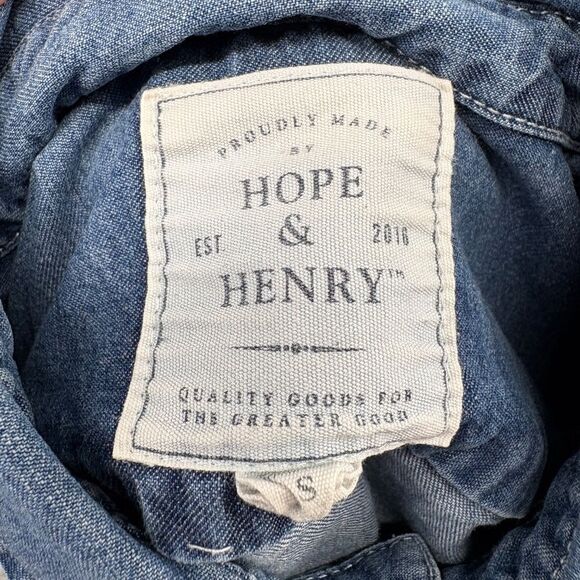 PROUDLY MADE
BY
HOPE
&
EST 2016
HENRY™
QUALITY GOODS FOR
THE GREATER GOOD
S